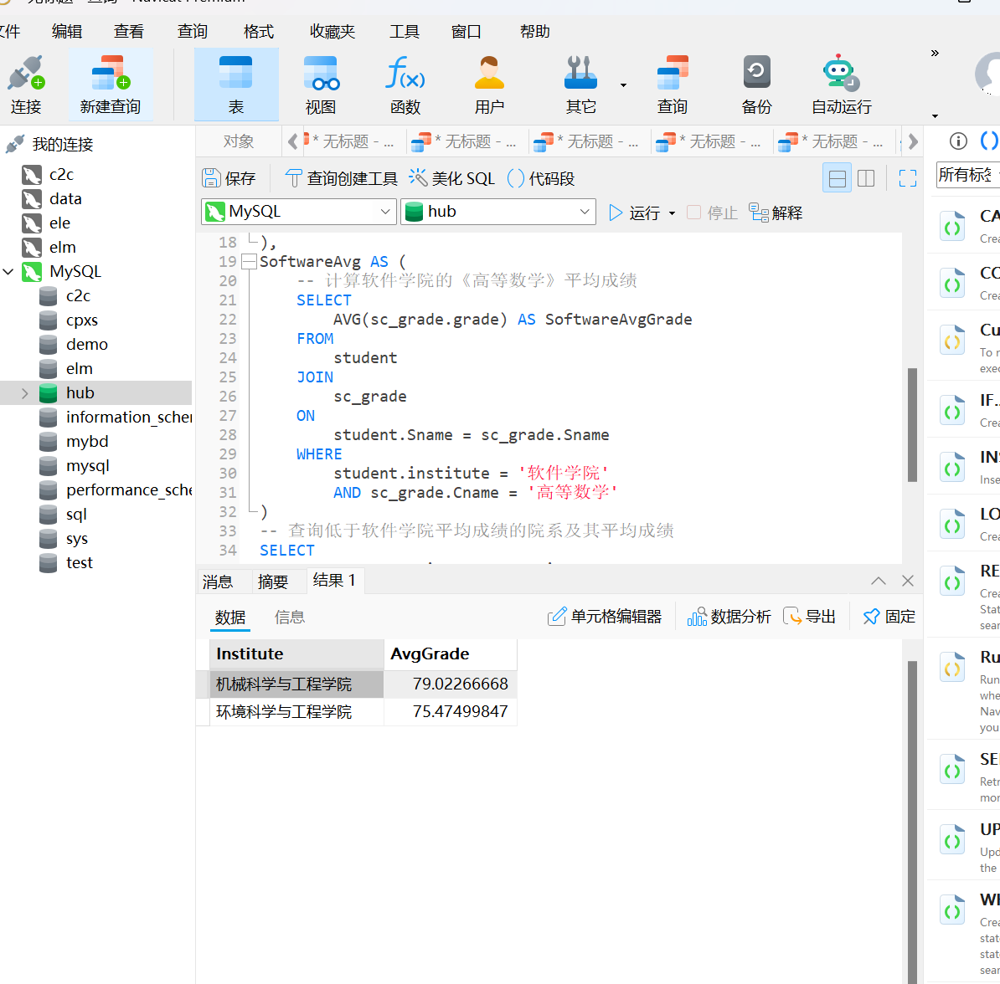 文件 编辑 查看 查询 格式 收藏夹 工具 窗口 帮助
连接 新建查询 表 视图 函数 用户 其它 查询 备份 自动运行
»
我的连接
c2c
data
ele
elm
MySQL
c2c
cpxs
demo
elm
hub
information_scher
mybd
mysql
performance_sche
sql
sys
test
对象 * 无标题 - ... * 无标题 - ... * 无标题 - ... * 无标题 - ... * 无标题 - ...
保存 查询创建工具 美化 SQL () 代码段
MySQL hub 运行 停止 解释
18 ),
19 SoftwareAvg AS (
20 -- 计算软件学院的《高等数学》平均成绩
21 SELECT
22 AVG(sc_grade.grade) AS SoftwareAvgGrade
23 FROM
24 student
25 JOIN
26 sc_grade
27 ON
28 student.Sname = sc_grade.Sname
29 WHERE
30 student.institute = '软件学院'
31 AND sc_grade.Cname = '高等数学'
32 )
33 -- 查询低于软件学院平均成绩的院系及其平均成绩
34 SELECT
消息 摘要 结果 1
数据 信息 单元格编辑器 数据分析 导出 固定
Institute AvgGrade
机械科学与工程学院 79.02266668
环境科学与工程学院 75.47499847
所有标签
CA
Crea
CO
Crea
Cu
To r
exec
IF..
Crea
INS
Inse
LO
Crea
RE
Crea
Stat
sear
Ru
Run
whe
Nav
you
SEI
Retr
mor
UP
Upd
the
WI
Crea
stat
stat
sear